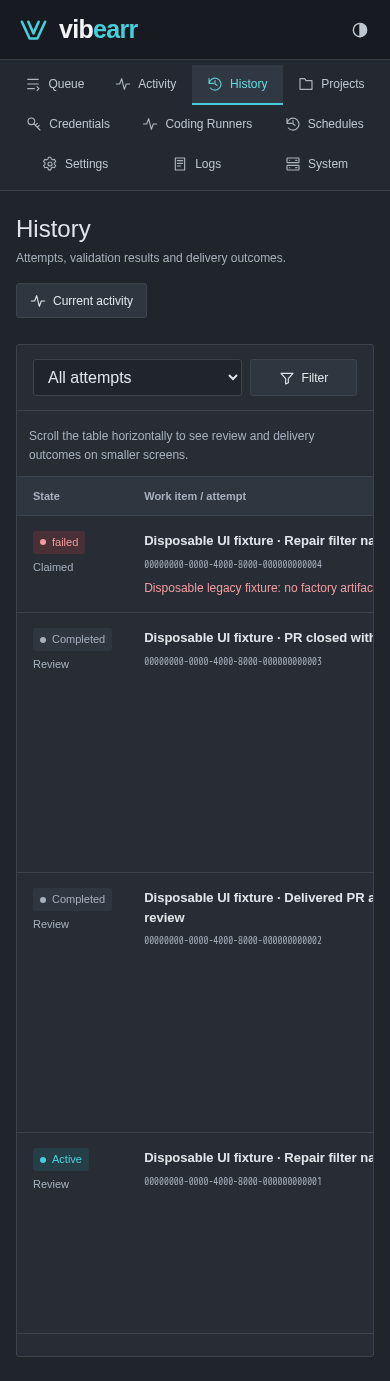 vibearr
Queue Activity History Projects
Credentials Coding Runners Schedules
Settings Logs System
History
Attempts, validation results and delivery outcomes.
Current activity
All attempts Filter
Scroll the table horizontally to see review and delivery
outcomes on smaller screens.
State Work item / attempt
failed Disposable UI fixture · Repair filter na
Claimed 00000000-0000-4000-8000-000000000004
Disposable legacy fixture: no factory artifac
Completed Disposable UI fixture · PR closed with
Review 00000000-0000-4000-8000-000000000003
Completed Disposable UI fixture · Delivered PR a
review
Review 00000000-0000-4000-8000-000000000002
Active Disposable UI fixture · Repair filter na
Review 00000000-0000-4000-8000-000000000001